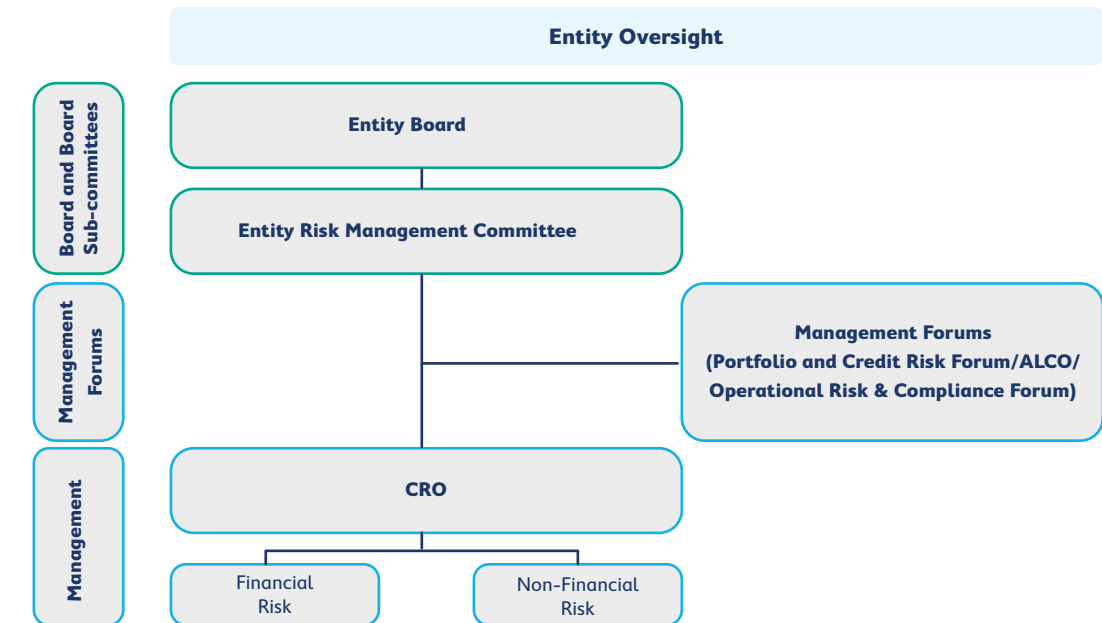 Entity Oversight
Board and Board
Sub-committees
Entity Board
Entity Risk Management Committee
Management
Forums
Management Forums
(Portfolio and Credit Risk Forum/ALCO/
Operational Risk & Compliance Forum)
Management
CRO
Financial
Risk
Non-Financial
Risk